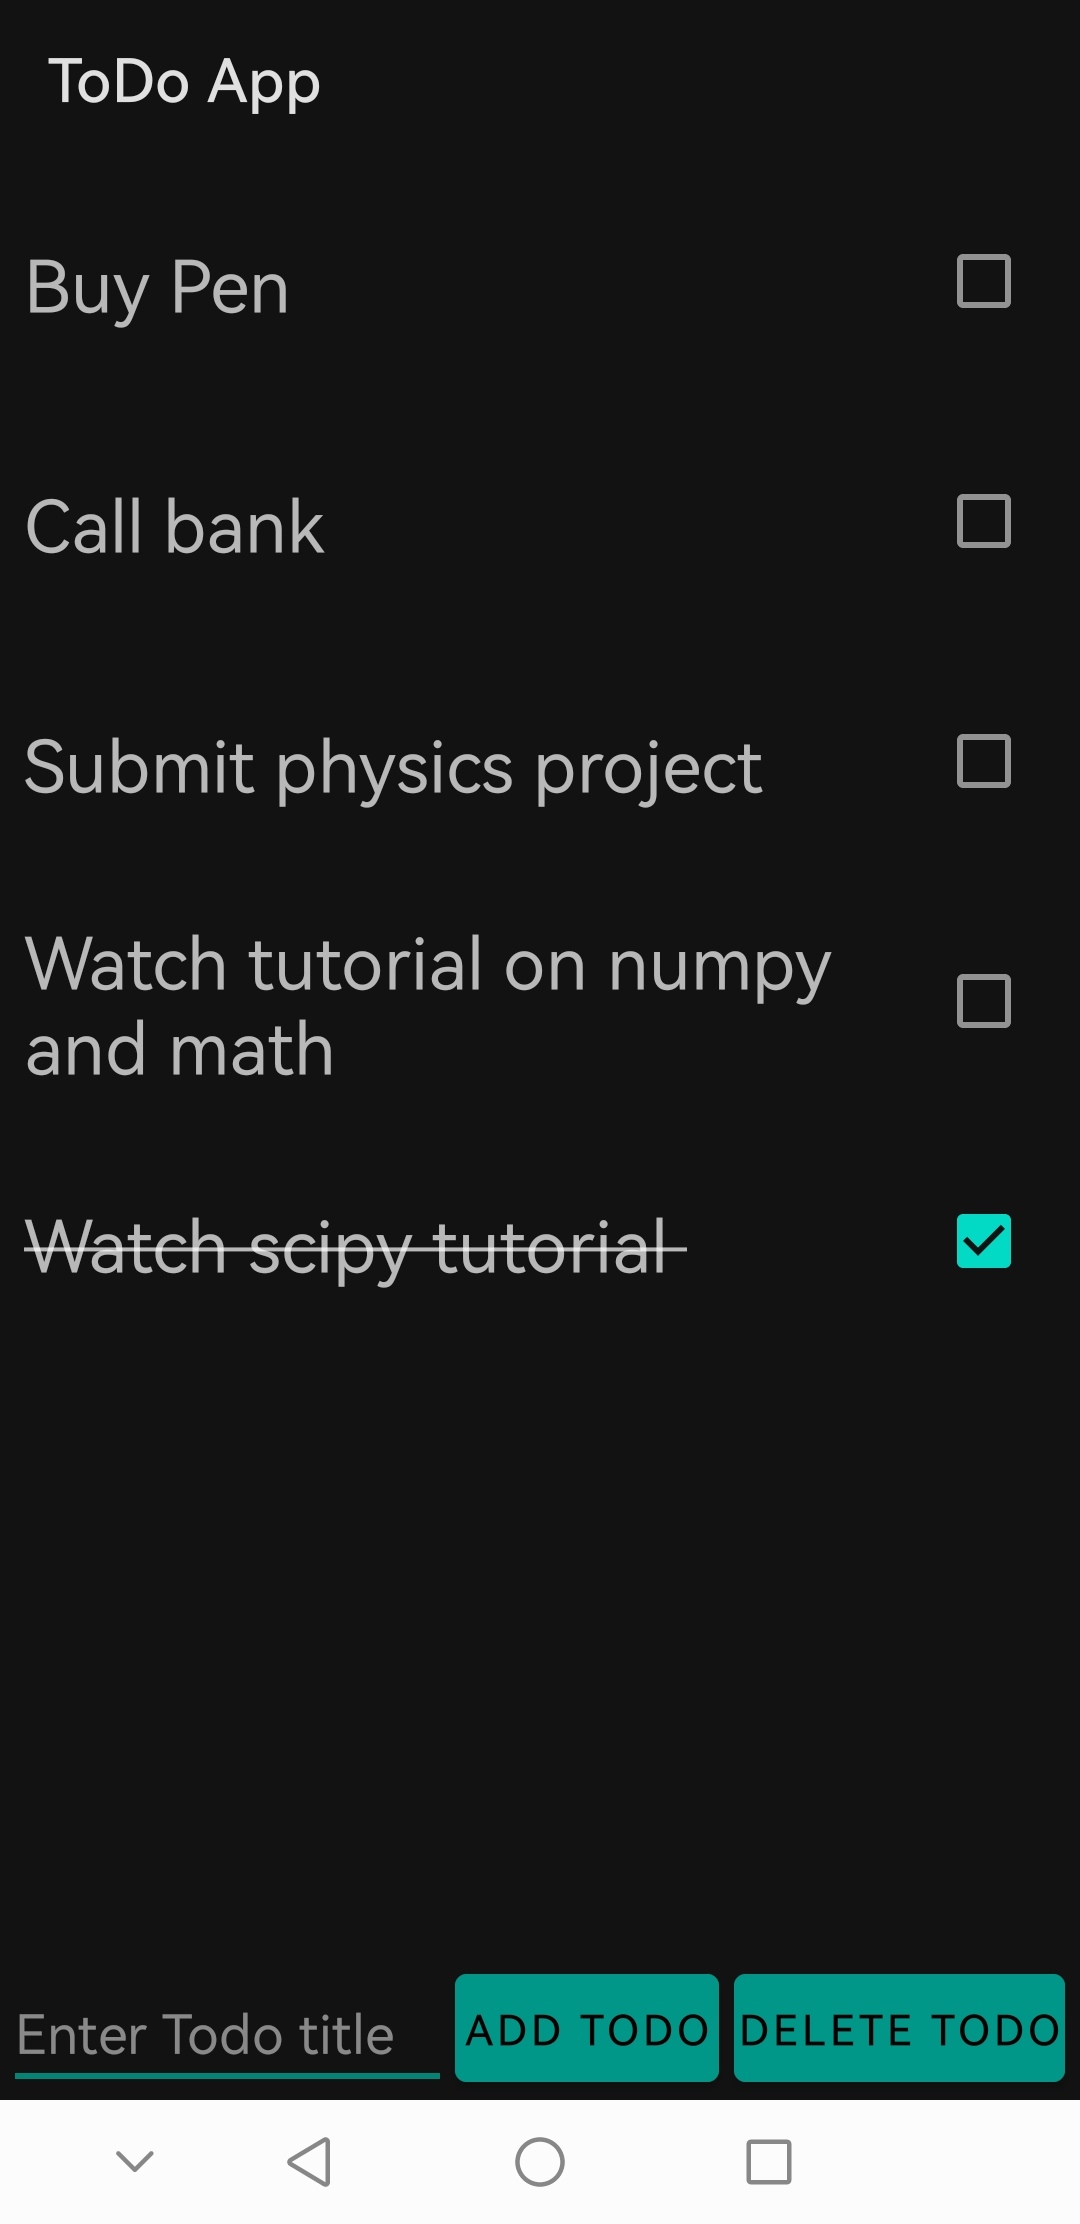 ToDo App
Buy Pen
Call bank
Submit physics project
Watch tutorial on numpy
and math
Watch scipy tutorial
Enter Todo title
ADD TODO
DELETE TODO